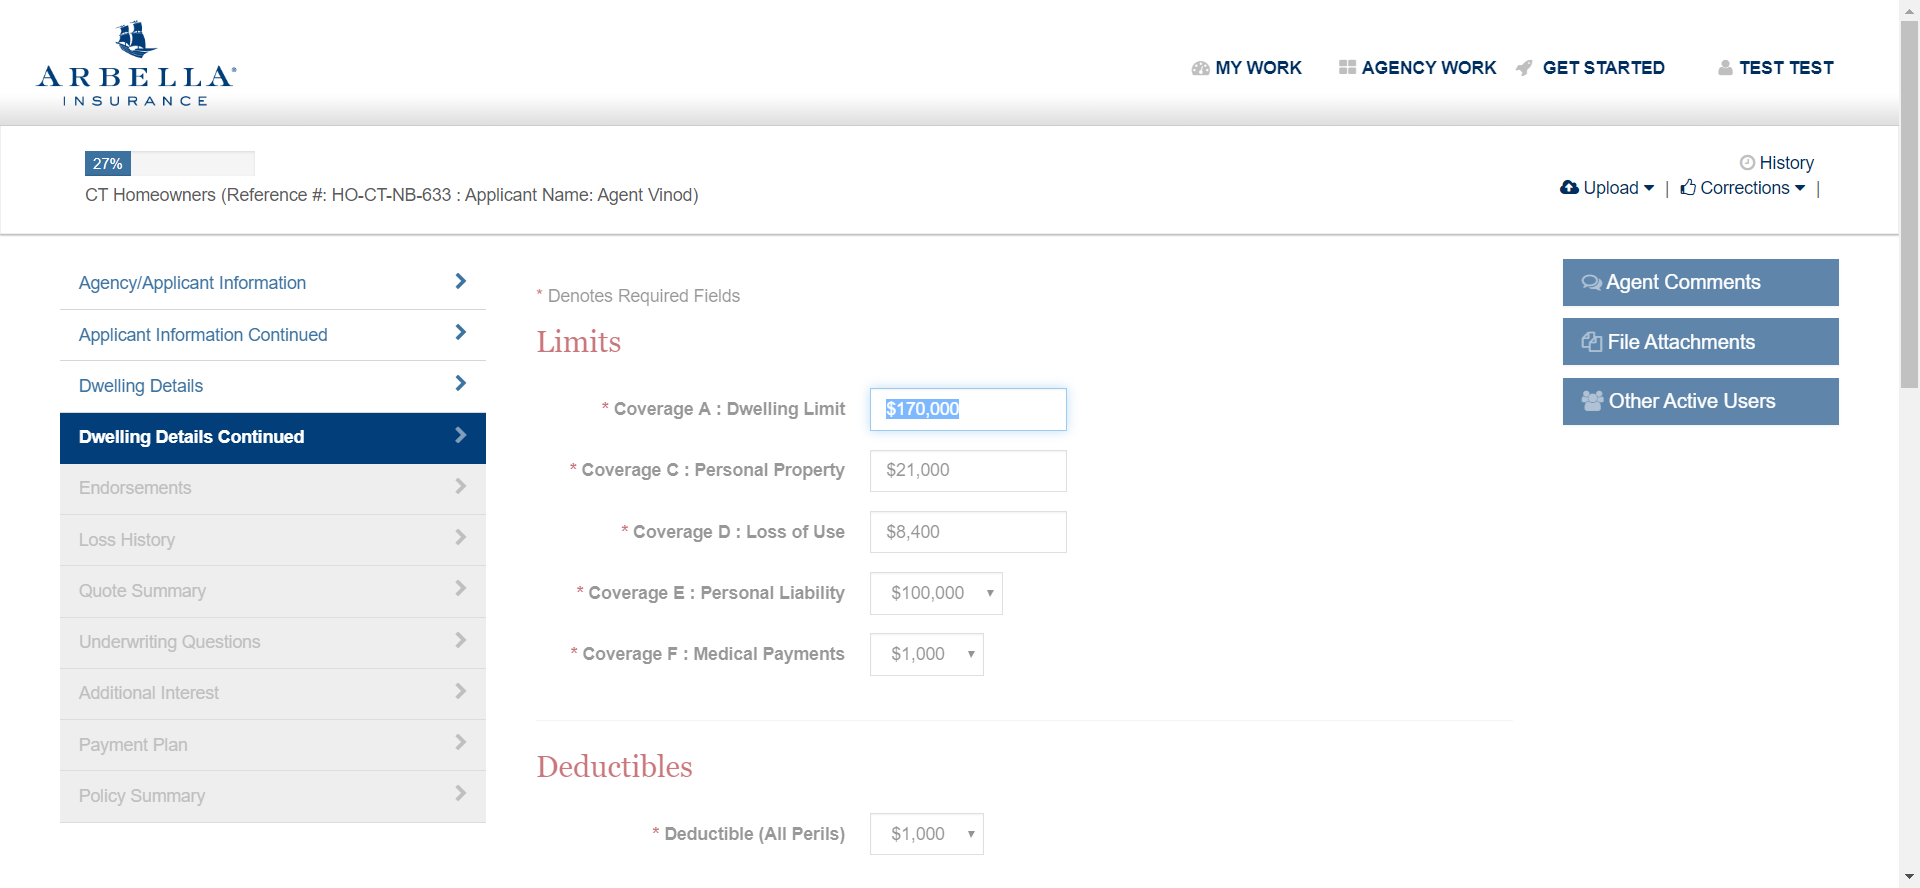 ARBELLA®
INSURANCE
MY WORK
AGENCY WORK
GET STARTED
TEST TEST
27%
CT Homeowners (Reference #: HO-CT-NB-633 : Applicant Name: Agent Vinod)
History
Upload | Corrections |
Agency/Applicant Information
Applicant Information Continued
Dwelling Details
Dwelling Details Continued
Endorsements
Loss History
Quote Summary
Underwriting Questions
Additional Interest
Payment Plan
Policy Summary
* Denotes Required Fields
Limits
* Coverage A : Dwelling Limit $170,000
* Coverage C : Personal Property $21,000
* Coverage D : Loss of Use $8,400
* Coverage E : Personal Liability $100,000
* Coverage F : Medical Payments $1,000
Deductibles
* Deductible (All Perils) $1,000
Agent Comments
File Attachments
Other Active Users